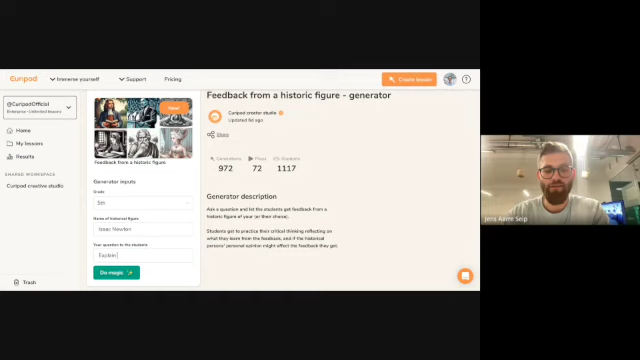 Curipod
Immerse yourself
Support
Pricing
Create lesson
@CuripodOfficial
Enterprise • Unlimited lessons
Home
My lessons
Results
SHARED WORKSPACE
Curipod creative studio
Trash
New!
Feedback from a historic figure
Generator inputs
Grade
5th
Name of historical figure
Isaac Newton
Your question to the students
Explain
Do magic
Feedback from a historic figure - generator
Curipod creator studio
Updated 5d ago
Share
Generations
Plays
Students
972
72
1117
Generator description
Ask a question and let the students get feedback from a
historic figure of your (or their choice).
Students get to practice their critical thinking reflecting on
what they learn from the feedback, and if the historical
persons' personal opinion might affect the feedback they get.
Jens Aarre Seip